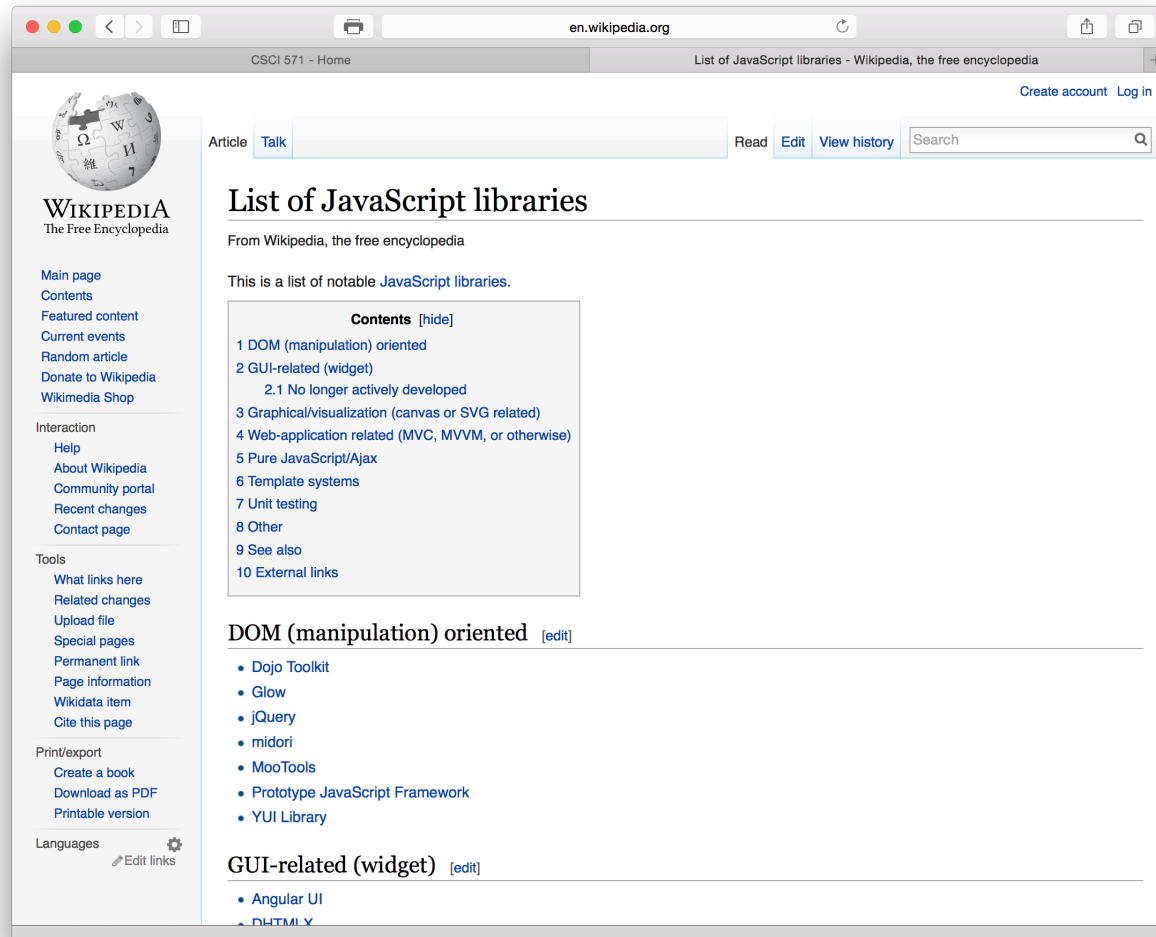 en.wikipedia.org
CSCI 571 - Home
List of JavaScript libraries - Wikipedia, the free encyclopedia
Create account Log in
WIKIPEDIA
The Free Encyclopedia
Article Talk Read Edit View history Search
List of JavaScript libraries
From Wikipedia, the free encyclopedia
This is a list of notable JavaScript libraries.
Contents [hide]
1 DOM (manipulation) oriented
2 GUI-related (widget)
2.1 No longer actively developed
3 Graphical/visualization (canvas or SVG related)
4 Web-application related (MVC, MVVM, or otherwise)
5 Pure JavaScript/Ajax
6 Template systems
7 Unit testing
8 Other
9 See also
10 External links
DOM (manipulation) oriented [edit]
Dojo Toolkit
Glow
jQuery
midori
MooTools
Prototype JavaScript Framework
YUI Library
GUI-related (widget) [edit]
Angular UI
DHTMLX
Main page
Contents
Featured content
Current events
Random article
Donate to Wikipedia
Wikimedia Shop
Interaction
Help
About Wikipedia
Community portal
Recent changes
Contact page
Tools
What links here
Related changes
Upload file
Special pages
Permanent link
Page information
Wikidata item
Cite this page
Print/export
Create a book
Download as PDF
Printable version
Languages
Edit links